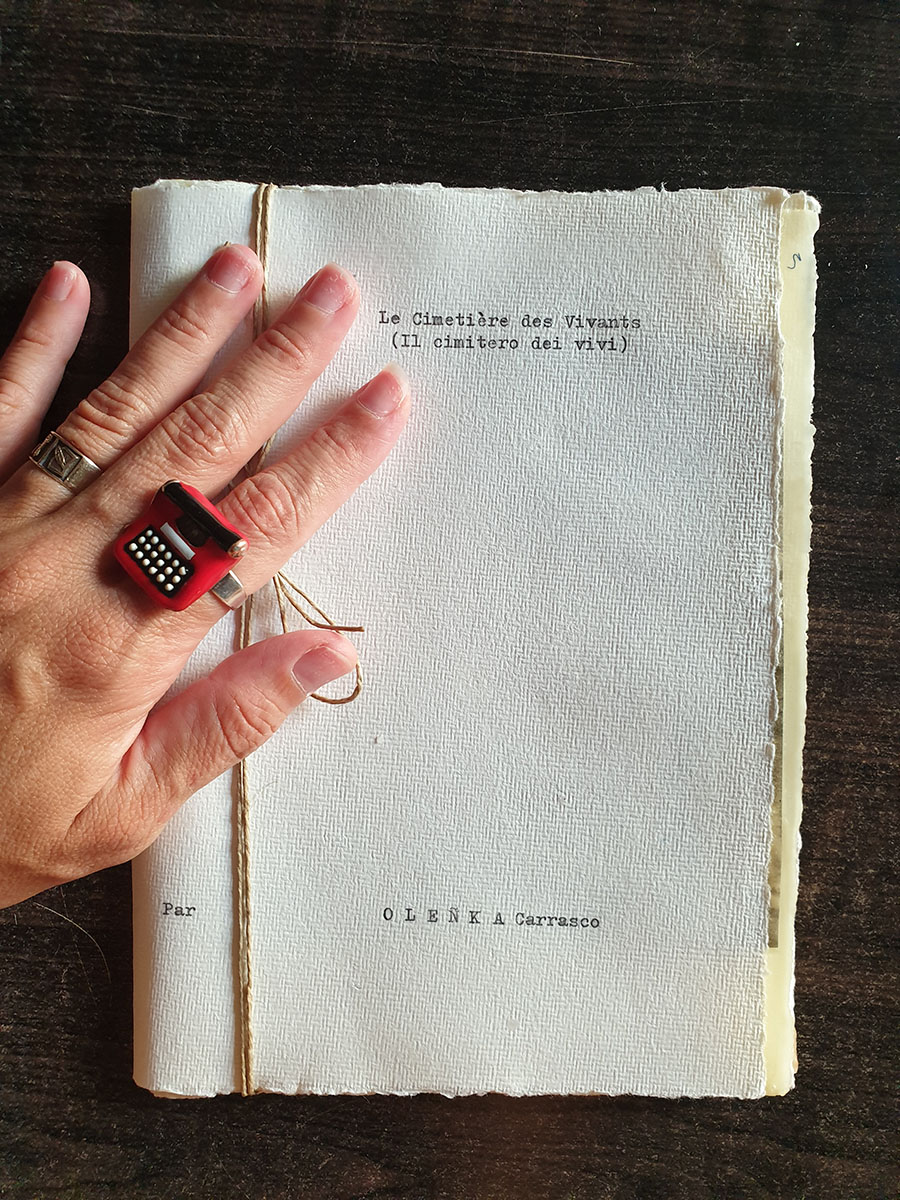 Le Cimetière des Vivants
(Il cimitero dei vivi)
Par O L E Ñ K A Carrasco